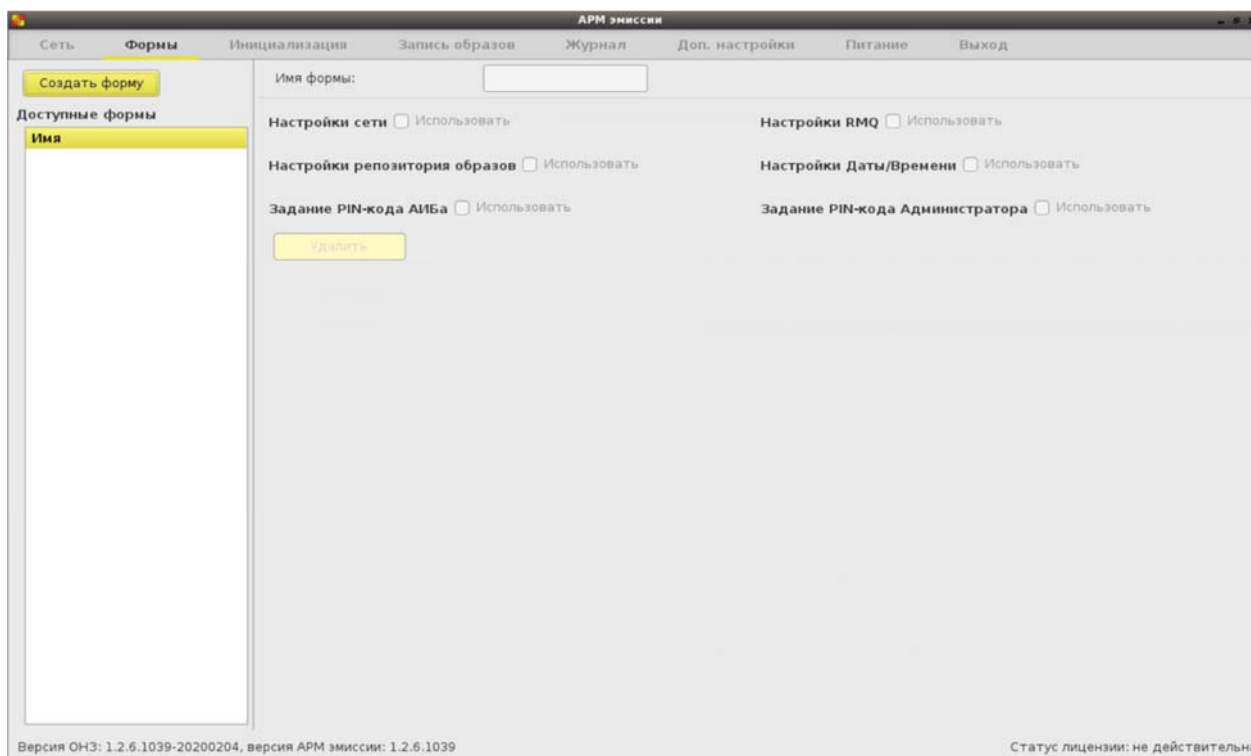 АРМ эмиссии
Сеть Формы Инициализация Запись образов Журнал Доп. настройки Питание Выход
Создать форму
Имя формы:
Доступные формы
Имя
Настройки сети Использовать
Настройки RMQ Использовать
Настройки репозитория образов Использовать
Настройки Даты/Времени Использовать
Задание PIN-кода АИБа Использовать
Задание PIN-кода Администратора Использовать
Удалить
Версия ОНЗ: 1.2.6.1039-20200204, версия АРМ эмиссии: 1.2.6.1039
Статус лицензии: не действительна